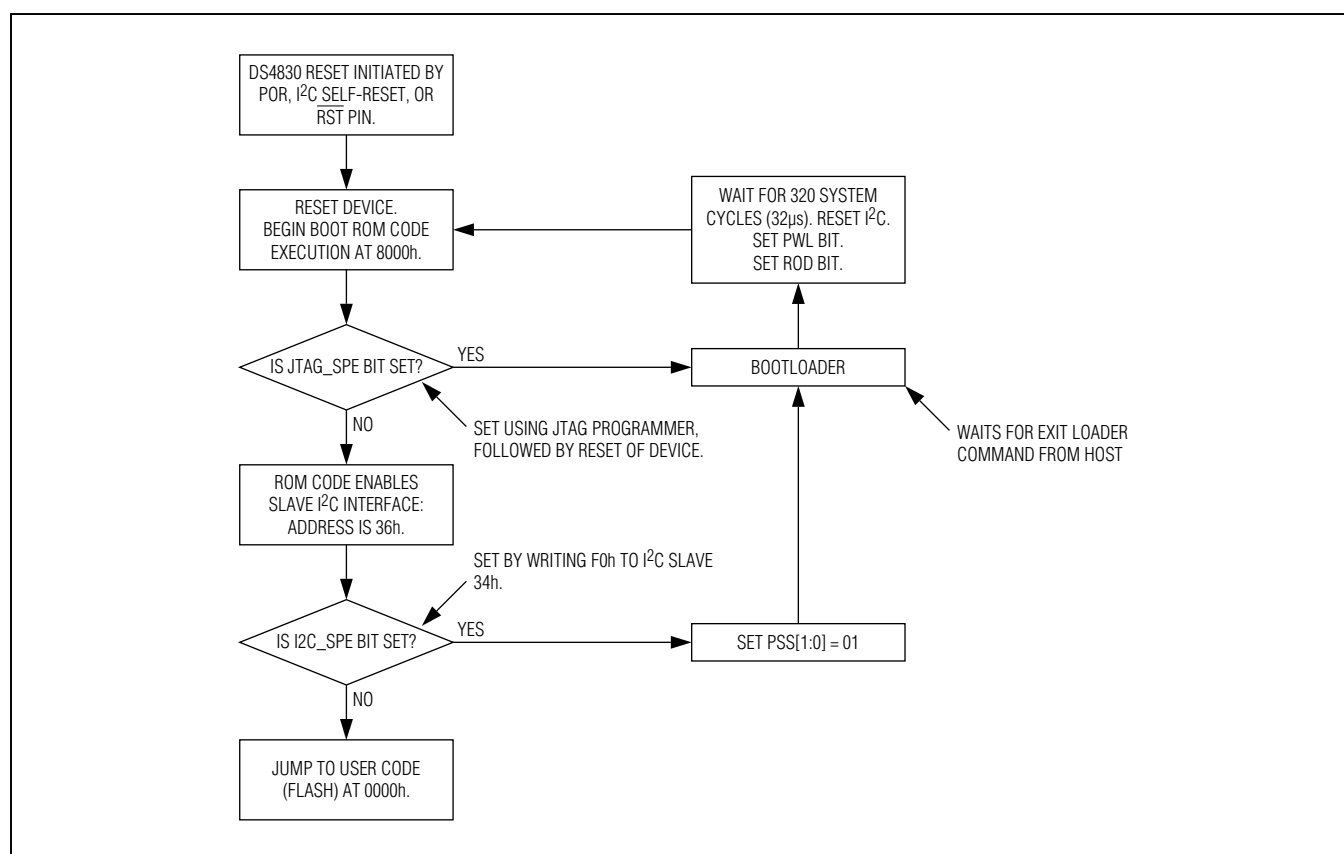 DS4830 RESET INITIATED BY
POR, I²C SELF-RESET, OR
RST PIN.
RESET DEVICE.
BEGIN BOOT ROM CODE
EXECUTION AT 8000h.
WAIT FOR 320 SYSTEM
CYCLES (32µs). RESET I²C.
SET PWL BIT.
SET ROD BIT.
IS JTAG_SPE BIT SET?
YES
BOOTLOADER
NO
SET USING JTAG PROGRAMMER,
FOLLOWED BY RESET OF DEVICE.
WAITS FOR EXIT LOADER
COMMAND FROM HOST
ROM CODE ENABLES
SLAVE I²C INTERFACE:
ADDRESS IS 36h.
SET BY WRITING F0h TO I²C SLAVE
34h.
IS I2C_SPE BIT SET?
YES
SET PSS[1:0] = 01
NO
JUMP TO USER CODE
(FLASH) AT 0000h.